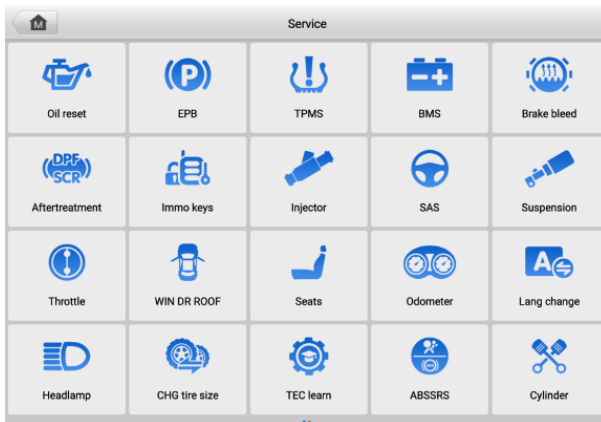 M
Service
Oil reset
(P)
EPB
!
TPMS
- +
BMS
Brake bleed
DPF
SCR
Aftertreatment
Immo keys
Injector
SAS
Suspension
Throttle
WIN DR ROOF
Seats
Odometer
A
Lang change
Headlamp
CHG tire size
TEC learn
ABSSRS
Cylinder